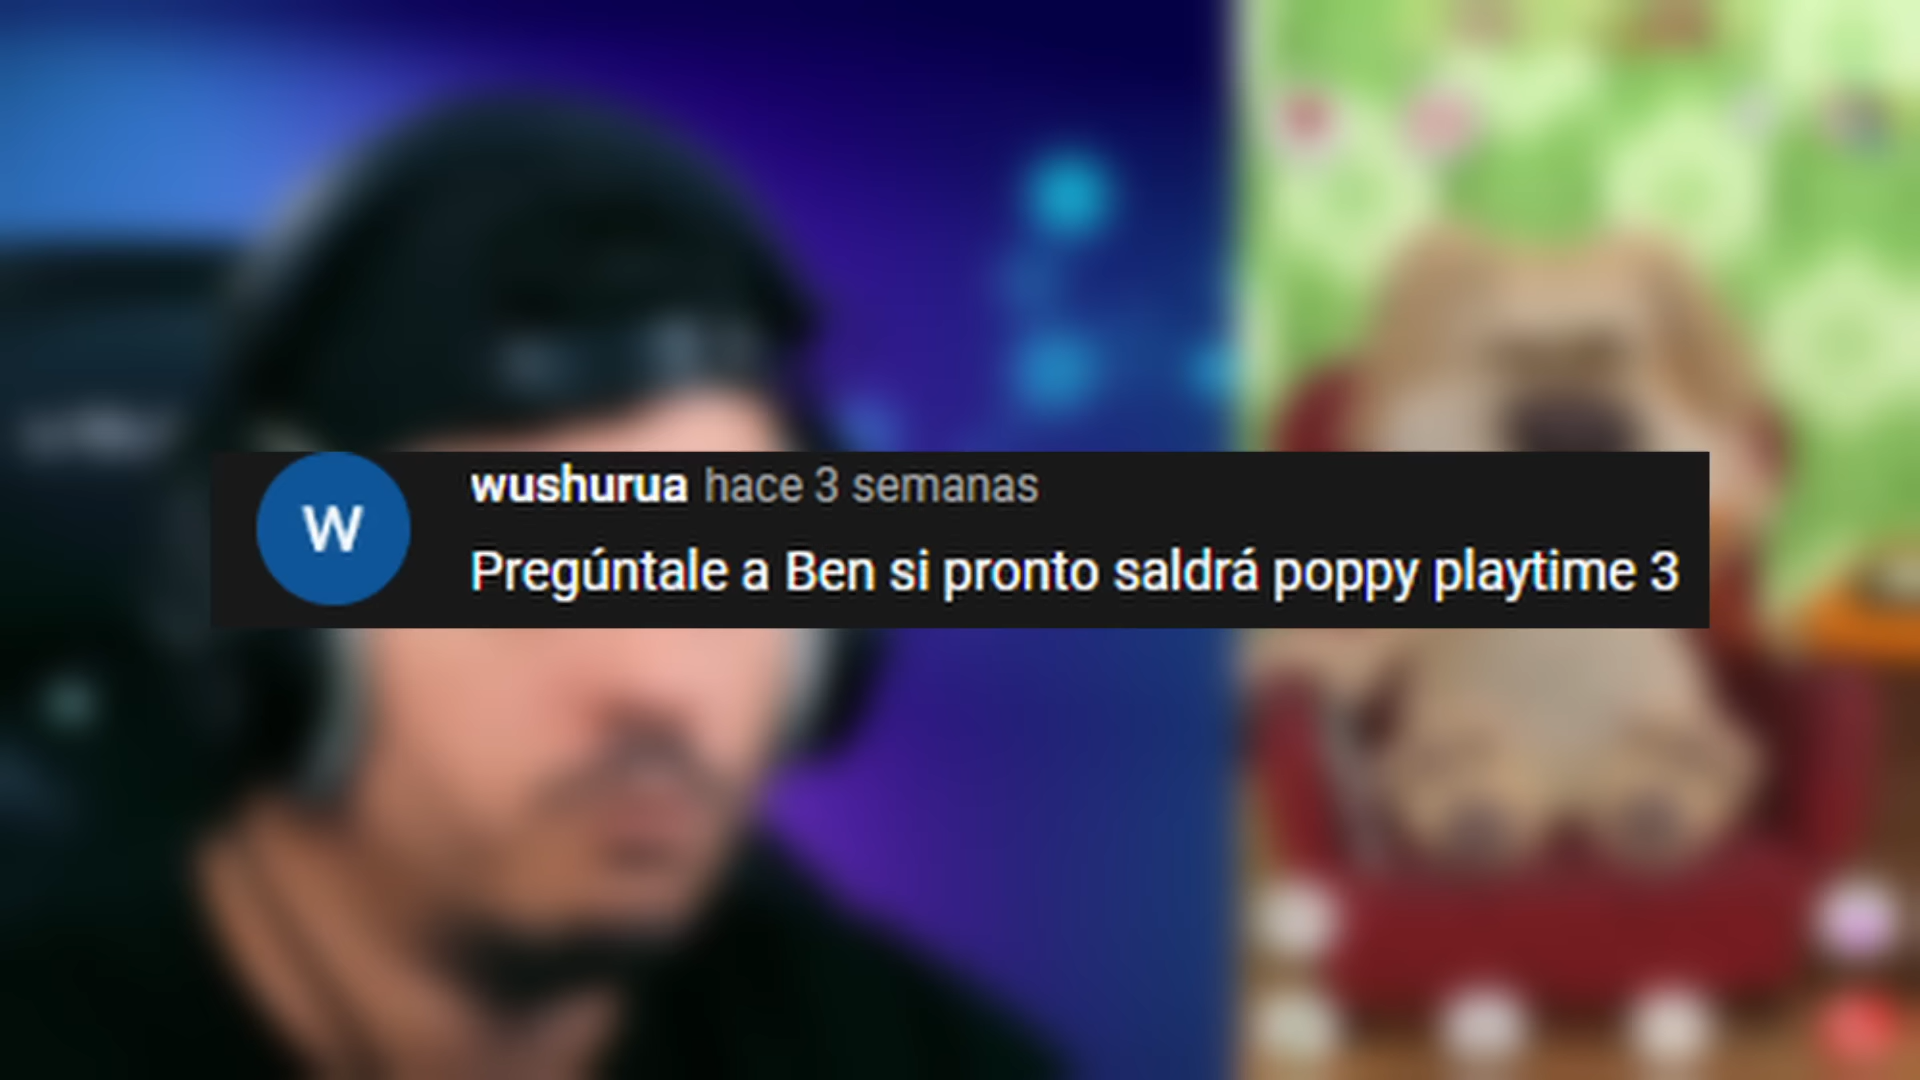 W
wushurua hace 3 semanas
Pregúntale a Ben si pronto saldrá poppy playtime 3